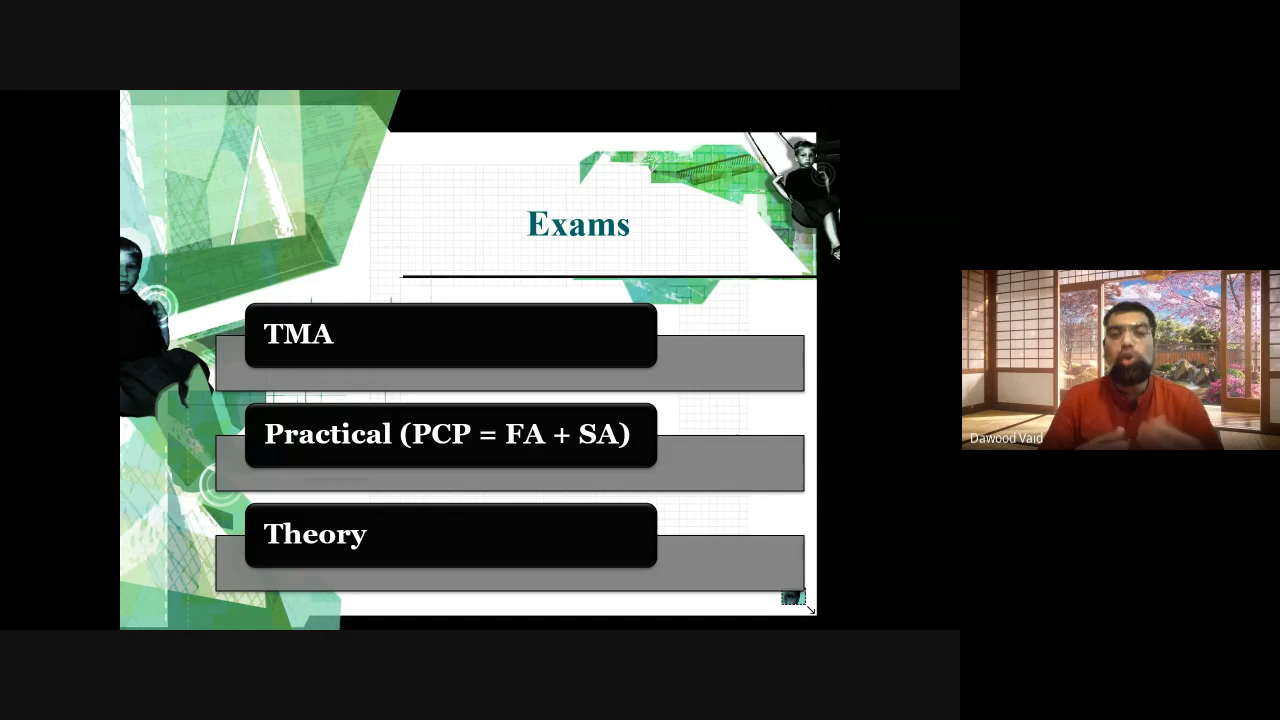 Exams
TMA
Practical (PCP = FA + SA)
Theory
Dawood Vaid